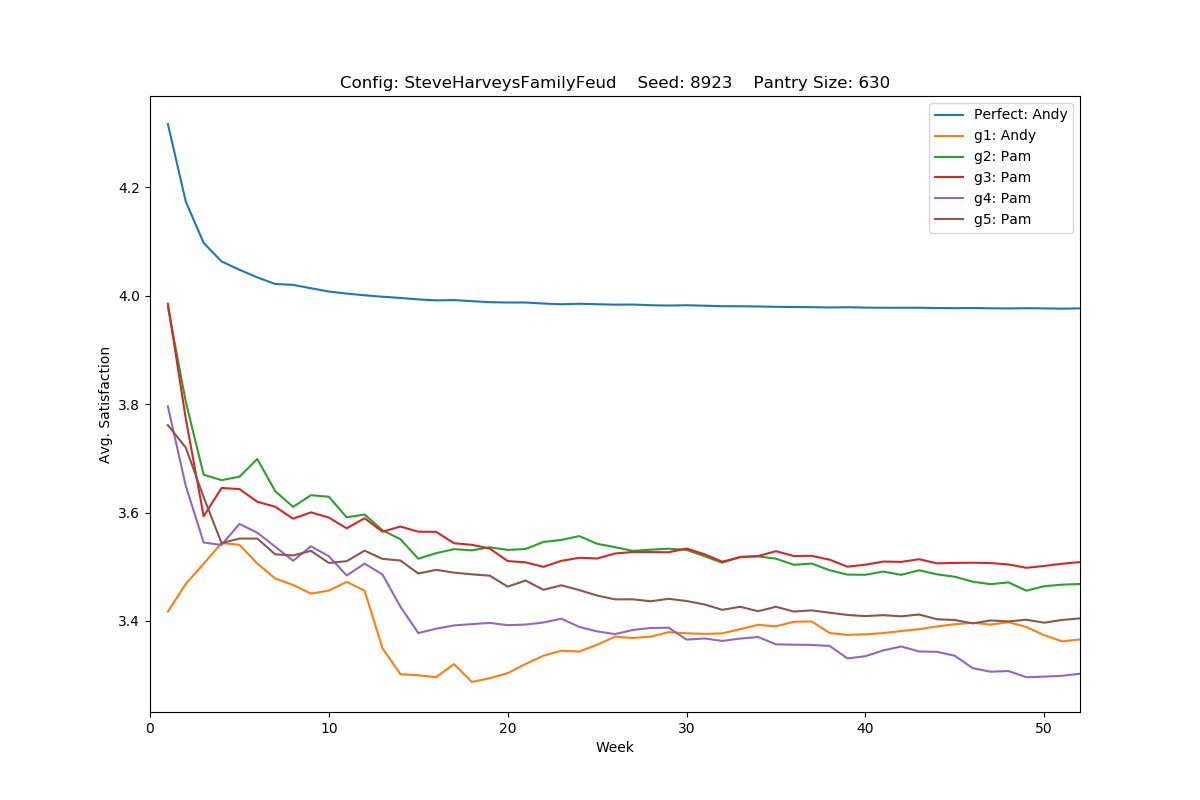 Config: SteveHarveysFamilyFeud    Seed: 8923    Pantry Size: 630
Perfect: Andy
g1: Andy
g2: Pam
g3: Pam
g4: Pam
g5: Pam
Avg. Satisfaction
4.2
4.0
3.8
3.6
3.4
0 10 20 30 40 50
Week